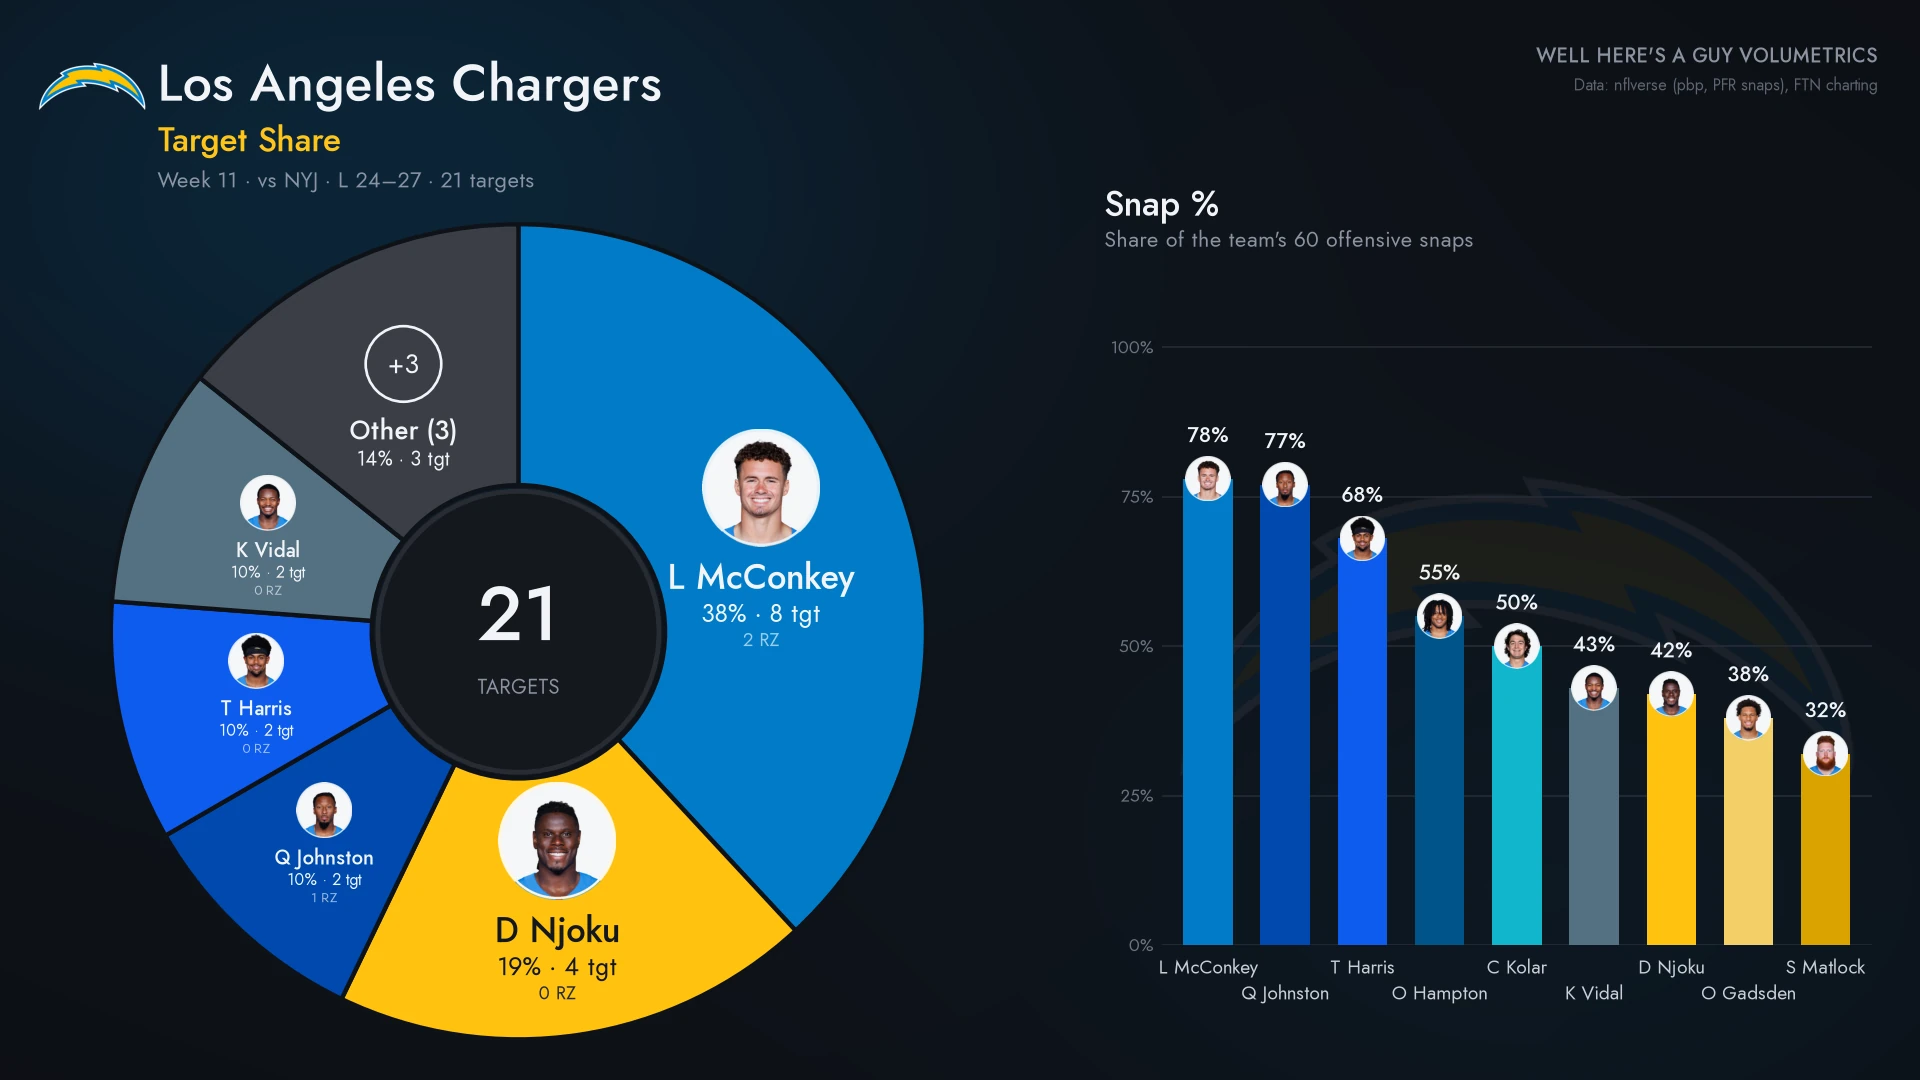 Los Angeles Chargers
Target Share
Week 11 · vs NYJ · L 24–27 · 21 targets
WELL HERE'S A GUY VOLUMETRICS
Data: nflverse (pbp, PFR snaps), FTN charting
+3
Other (3)
14% · 3 tgt
L McConkey
38% · 8 tgt
2 RZ
K Vidal
10% · 2 tgt
0 RZ
T Harris
10% · 2 tgt
0 RZ
Q Johnston
10% · 2 tgt
1 RZ
D Njoku
19% · 4 tgt
0 RZ
21
TARGETS
Snap %
Share of the team's 60 offensive snaps
100%
75%
50%
25%
0%
78%
77%
68%
55%
50%
43%
42%
38%
32%
L McConkey
Q Johnston
T Harris
O Hampton
C Kolar
K Vidal
D Njoku
O Gadsden
S Matlock